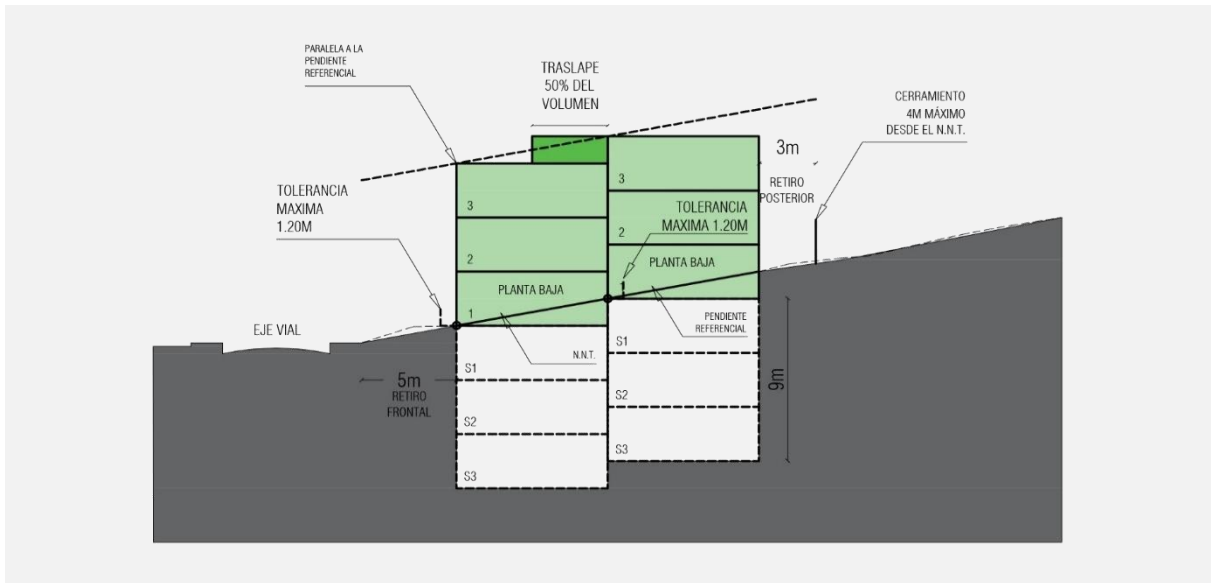 PARALELA A LA
PENDIENTE
REFERENCIAL
TRASLAPE
50% DEL
VOLUMEN
CERRAMIENTO
4M MÁXIMO
DESDE EL N.N.T.
3m
RETIRO
POSTERIOR
TOLERANCIA
MAXIMA
1.20M
3
2
PLANTA BAJA
1
3
TOLERANCIA
2 MAXIMA 1.20M
PLANTA BAJA
EJE VIAL
N.N.T.
PENDIENTE
REFERENCIAL
5m
RETIRO
FRONTAL
S1
S2
S3
S1
S2
S3
9m